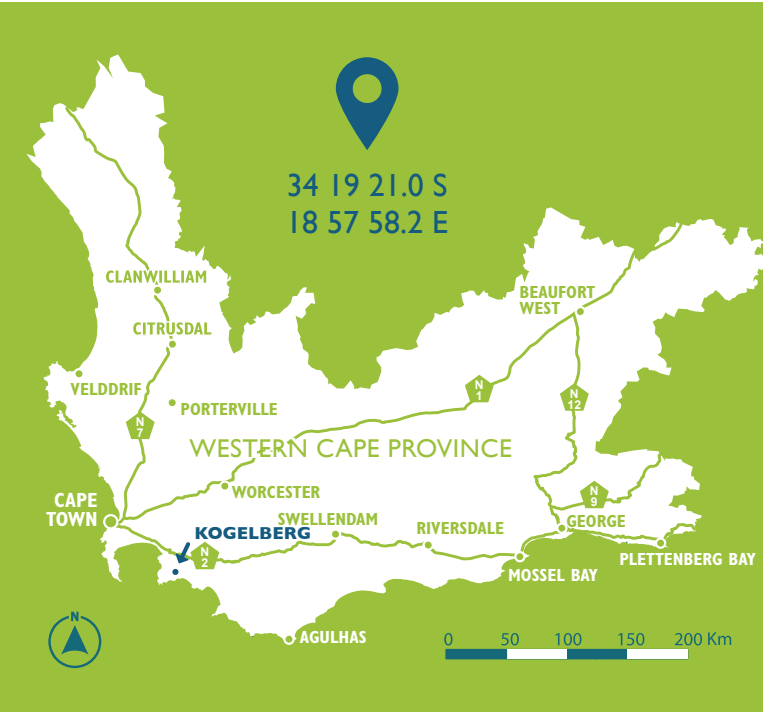 34 19 21.0 S
18 57 58.2 E
CLANWILLIAM
BEAUFORT
WEST
CITRUSDAL
VELDDRIF
N
1
N
12
PORTERVILLE
N
7
WESTERN CAPE PROVINCE
WORCESTER
N
9
CAPE
TOWN
KOGELBERG
SWELLENDAM
RIVERSDALE
GEORGE
N
2
PLETTENBERG BAY
MOSSEL BAY
N
AGULHAS
0 50 100 150 200 Km